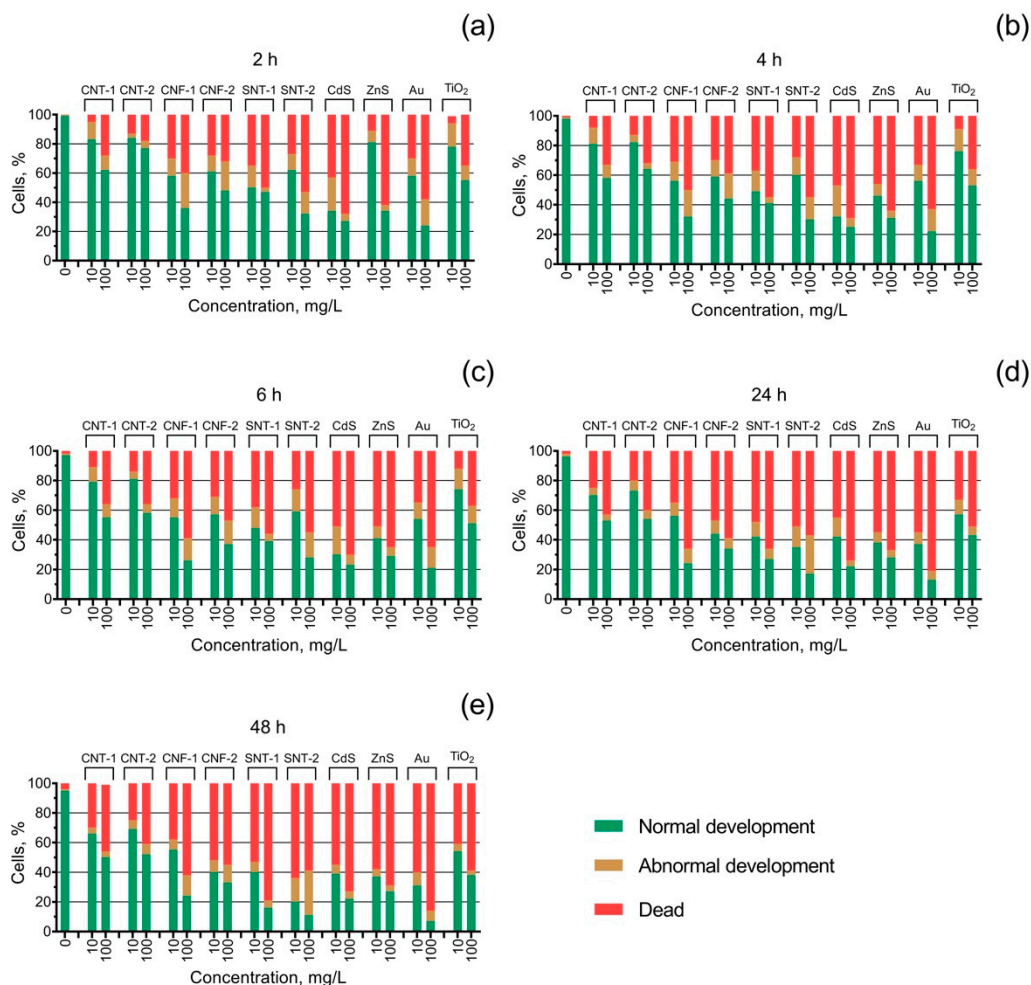 (a)
2 h
CNT-1 CNT-2 CNF-1 CNF-2 SNT-1 SNT-2 CdS ZnS Au TiO₂
100
80
60
40
20
0
Cells, %
0 10 100 10 100 10 100 10 100 10 100 10 100 10 100 10 100 10 100 10 100
Concentration, mg/L
(b)
4 h
CNT-1 CNT-2 CNF-1 CNF-2 SNT-1 SNT-2 CdS ZnS Au TiO₂
100
80
60
40
20
0
Cells, %
0 10 100 10 100 10 100 10 100 10 100 10 100 10 100 10 100 10 100 10 100
Concentration, mg/L
(c)
6 h
CNT-1 CNT-2 CNF-1 CNF-2 SNT-1 SNT-2 CdS ZnS Au TiO₂
100
80
60
40
20
0
Cells, %
0 10 100 10 100 10 100 10 100 10 100 10 100 10 100 10 100 10 100 10 100
Concentration, mg/L
(d)
24 h
CNT-1 CNT-2 CNF-1 CNF-2 SNT-1 SNT-2 CdS ZnS Au TiO₂
100
80
60
40
20
0
Cells, %
0 10 100 10 100 10 100 10 100 10 100 10 100 10 100 10 100 10 100 10 100
Concentration, mg/L
(e)
48 h
CNT-1 CNT-2 CNF-1 CNF-2 SNT-1 SNT-2 CdS ZnS Au TiO₂
100
80
60
40
20
0
Cells, %
0 10 100 10 100 10 100 10 100 10 100 10 100 10 100 10 100 10 100 10 100
Concentration, mg/L
Normal development
Abnormal development
Dead